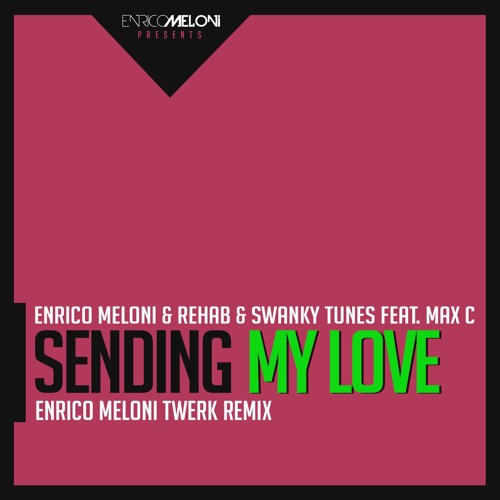 ENRICOMELONI
PRESENTS
ENRICO MELONI & REHAB & SWANKY TUNES FEAT. MAX C
SENDING MY LOVE
ENRICO MELONI TWERK REMIX